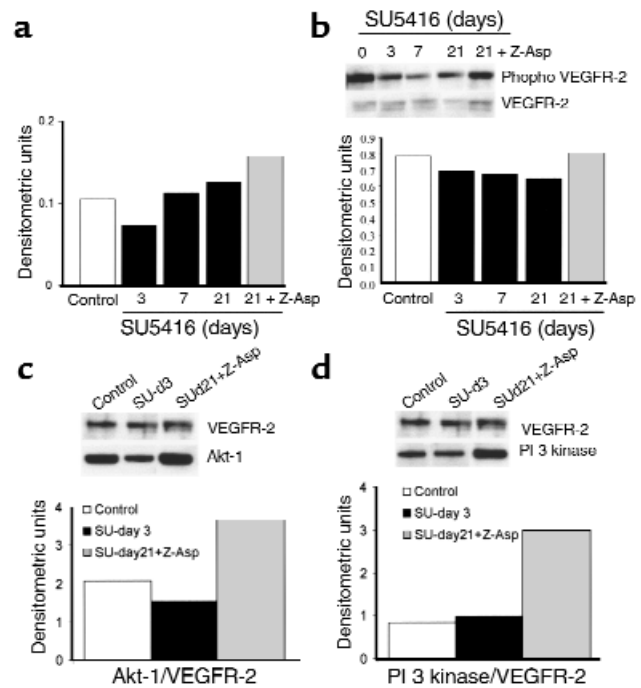 a
0.2
0.1
0
Densitometric units
Control 3 7 21 21 + Z-Asp
SU5416 (days)
b
SU5416 (days)
0 3 7 21 21 + Z-Asp
Phopho VEGFR-2
VEGFR-2
0.9
0.8
0.7
0.6
0.5
0.4
0.3
0.2
0.1
0.0
Densitometric units
Control 3 7 21 21 + Z-Asp
SU5416 (days)
c
Control SU-d3 SUd21+Z-Asp
VEGFR-2
Akt-1
4
3
2
1
0
Densitometric units
Control
SU-day 3
SU-day21+Z-Asp
Akt-1/VEGFR-2
d
Control SU-d3 SUd21+Z-Asp
VEGFR-2
PI 3 kinase
4
3
2
1
0
Densitometric units
Control
SU-day 3
SU-day21+Z-Asp
PI 3 kinase/VEGFR-2